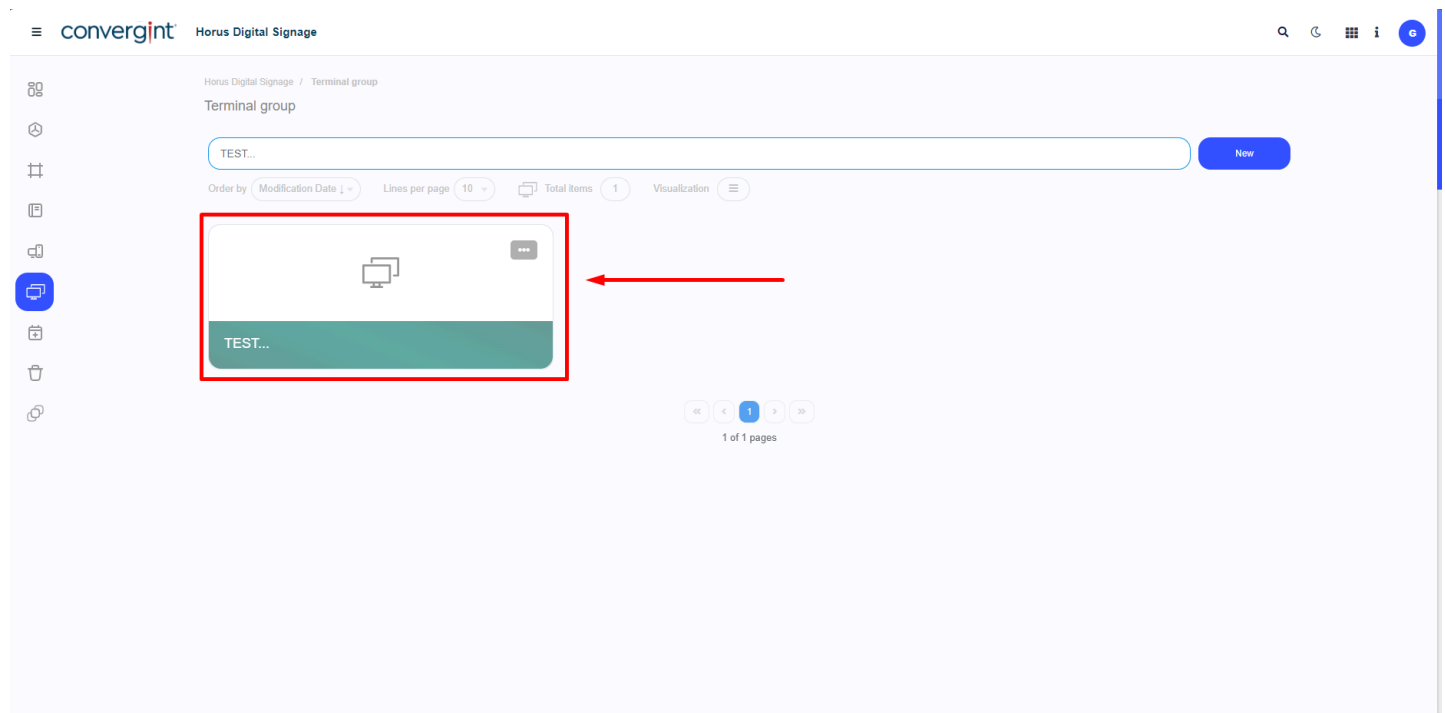 convergint Horus Digital Signage
G
Horus Digital Signage / Terminal group
Terminal group
TEST...
New
Order by Modification Date ↓ Lines per page 10 Total items 1 Visualization
TEST...
« ‹ 1 › »
1 of 1 pages